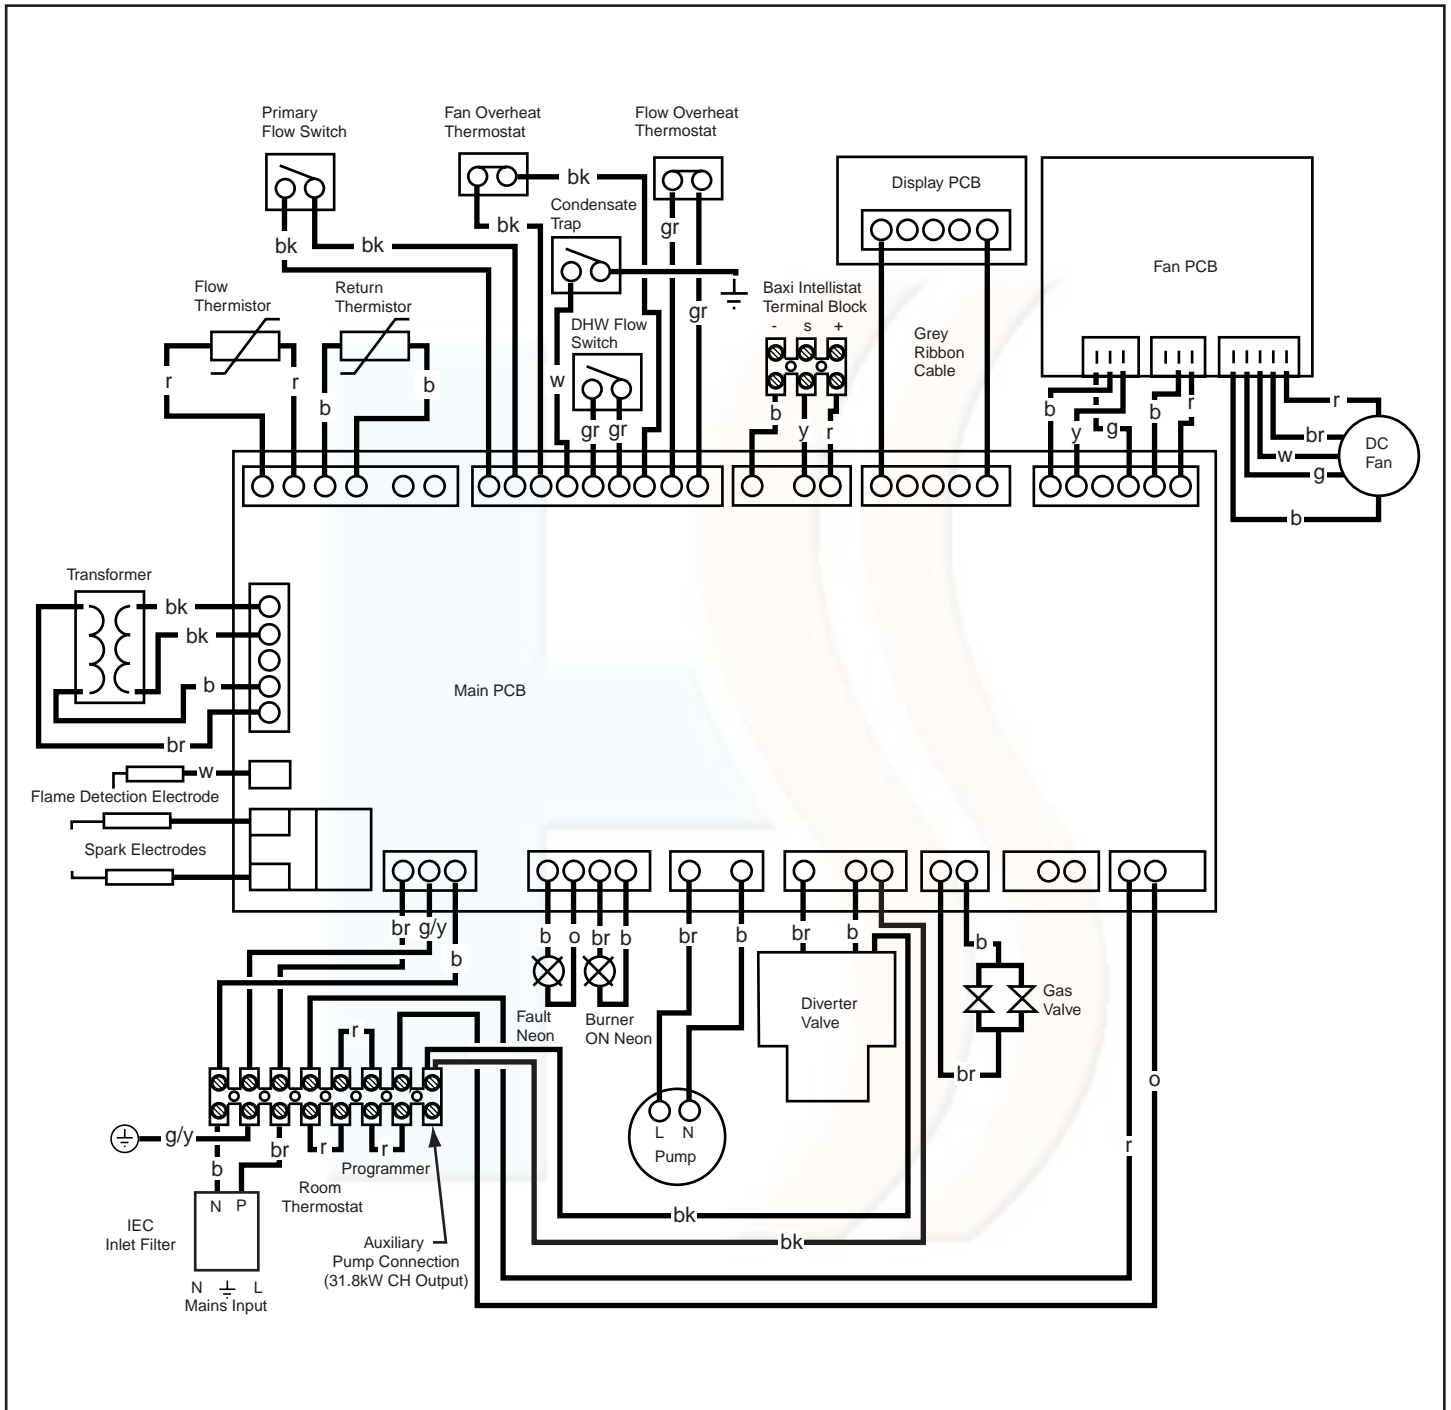 Primary
Flow Switch
Fan Overheat
Thermostat
Flow Overheat
Thermostat
bk
bk
bk
bk
Condensate
Trap
gr
gr
Display PCB
Fan PCB
Flow
Thermistor
Return
Thermistor
r
r
b
b
DHW Flow
Switch
w
gr
gr
Baxi Intellistat
Terminal Block
-
s
+
b
y
r
Grey
Ribbon
Cable
b
y
g
b
r
r
br
w
g
b
DC
Fan
Transformer
bk
bk
b
br
Main PCB
w
Flame Detection Electrode
Spark Electrodes
br
g/y
b
b
o
br
b
br
b
br
b
b
br
Fault
Neon
Burner
ON Neon
Diverter
Valve
Gas
Valve
r
g/y
b
br
r
r
Programmer
Room
Thermostat
L
N
Pump
o
r
N
P
IEC
Inlet Filter
N
L
Mains Input
Auxiliary
Pump Connection
(31.8kW CH Output)
bk
bk